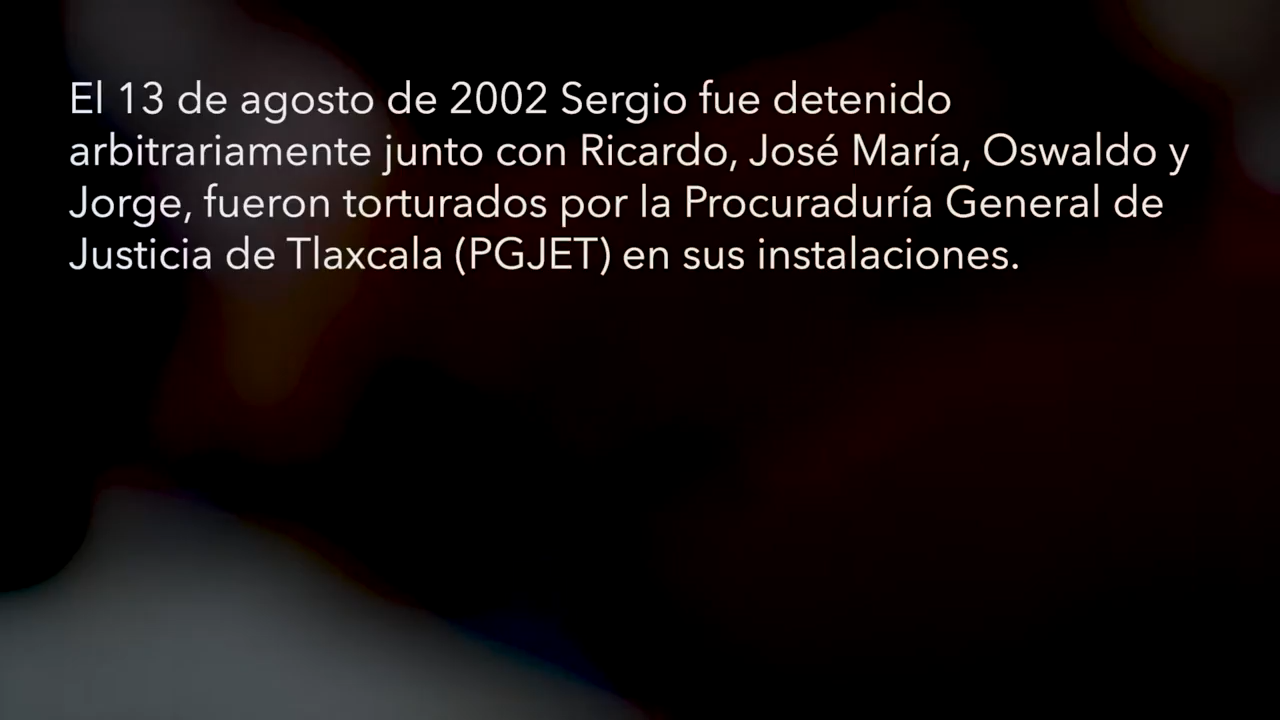 El 13 de agosto de 2002 Sergio fue detenido
arbitrariamente junto con Ricardo, José María, Oswaldo y
Jorge, fueron torturados por la Procuraduría General de
Justicia de Tlaxcala (PGJET) en sus instalaciones.